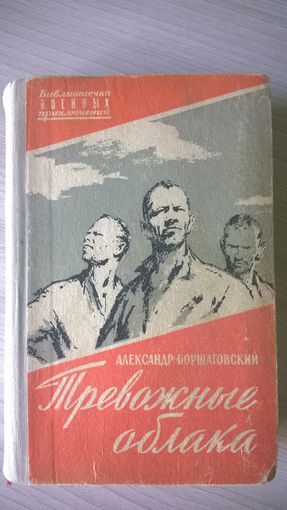 Библиотечка
ВОЕННЫХ
приключений
АЛЕКСАНДР БОРЩАГОВСКИЙ
Тревожные
облака